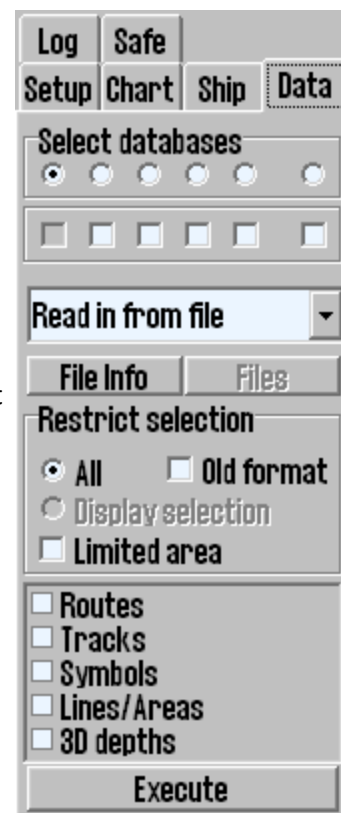 Log Safe
Setup Chart Ship Data
Select databases
Read in from file
File Info Files
t
Restrict selection
All Old format
Display selection
Limited area
Routes
Tracks
Symbols
Lines/Areas
3D depths
Execute